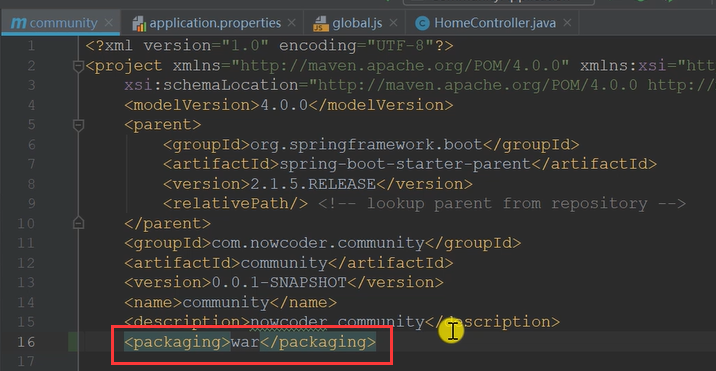 community application.properties global.js HomeController.java
1 <?xml version="1.0" encoding="UTF-8"?>
2 <project xmlns="http://maven.apache.org/POM/4.0.0" xmlns:xsi="htt
3 xsi:schemaLocation="http://maven.apache.org/POM/4.0.0 http://
4 <modelVersion>4.0.0</modelVersion>
5 <parent>
6 <groupId>org.springframework.boot</groupId>
7 <artifactId>spring-boot-starter-parent</artifactId>
8 <version>2.1.5.RELEASE</version>
9 <relativePath/> <!-- lookup parent from repository -->
10 </parent>
11 <groupId>com.nowcoder.community</groupId>
12 <artifactId>community</artifactId>
13 <version>0.0.1-SNAPSHOT</version>
14 <name>community</name>
15 <description>nowcoder community</description>
16 <packaging>war</packaging>
17